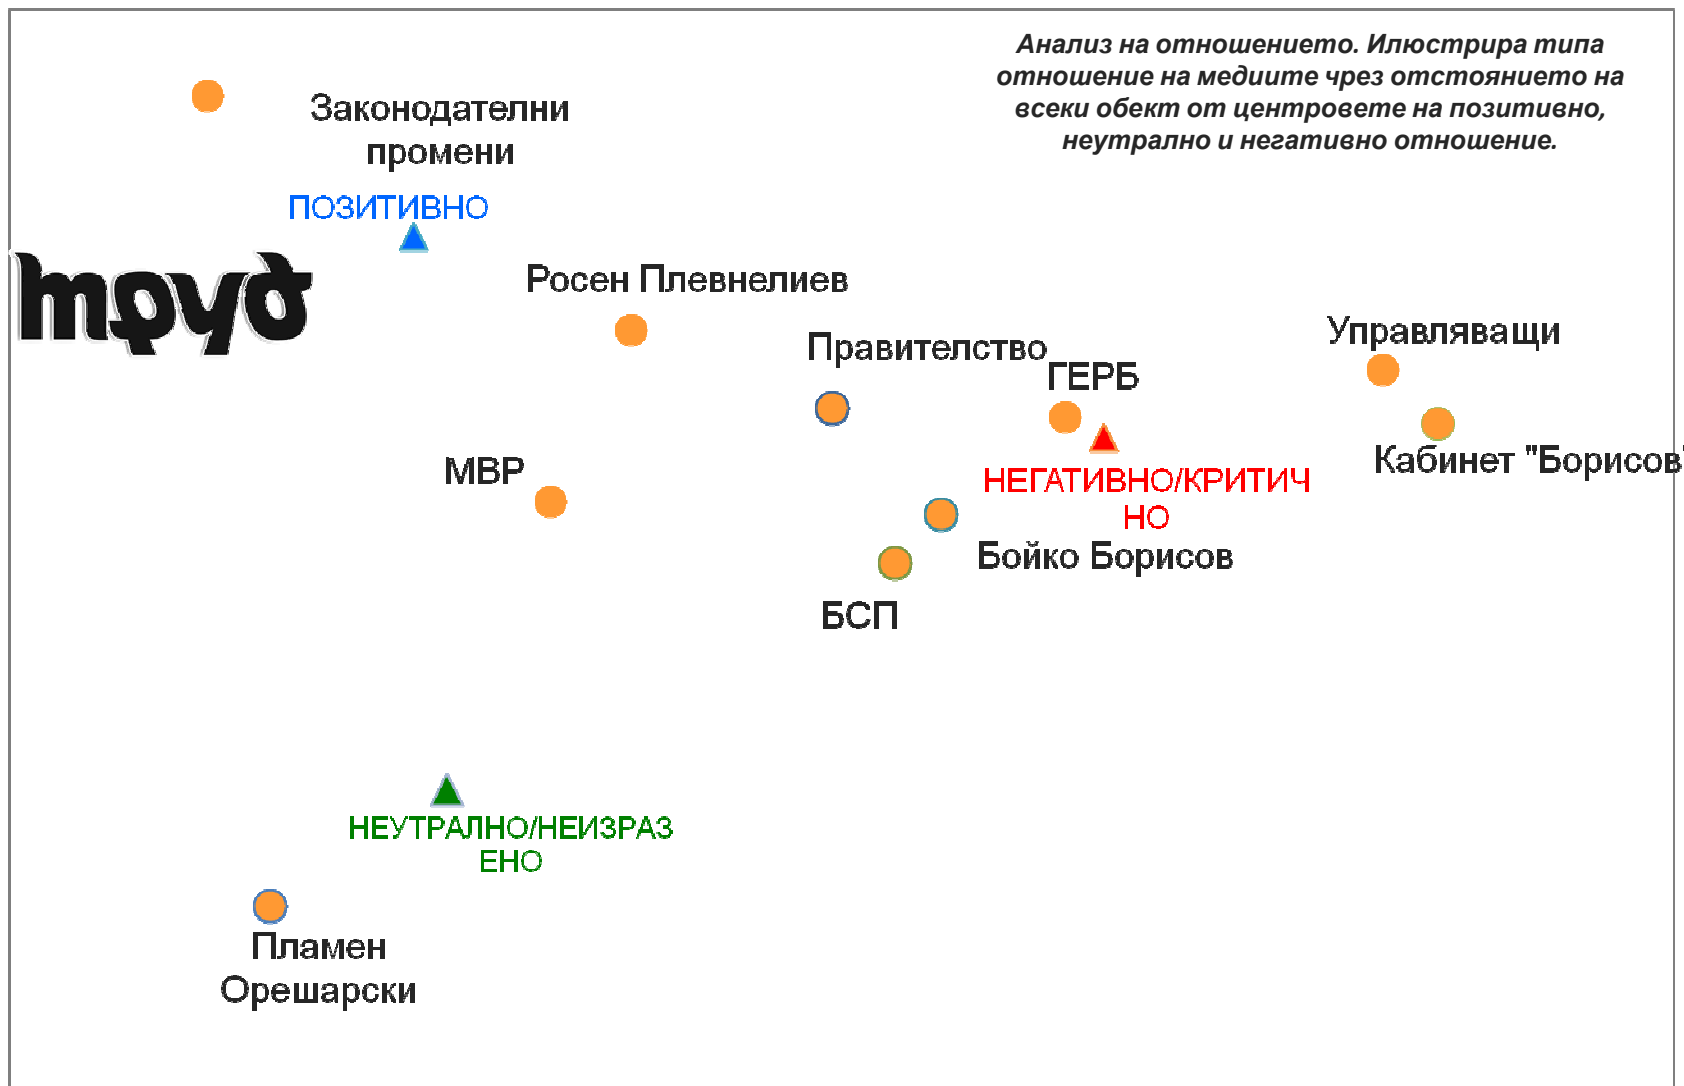 Анализ на отношението. Илюстрира типа
отношение на медиите чрез отстоянието на
всеки обект от центровете на позитивно,
неутрално и негативно отношение.
Законодателни
промени
ПОЗИТИВНО
труд
Росен Плевнелиев
Правителство
ГЕРБ
Управляващи
Кабинет "Борисов"
МВР
НЕГАТИВНО/КРИТИЧ
НО
Бойко Борисов
БСП
НЕУТРАЛНО/НЕИЗРАЗ
ЕНО
Пламен
Орешарски